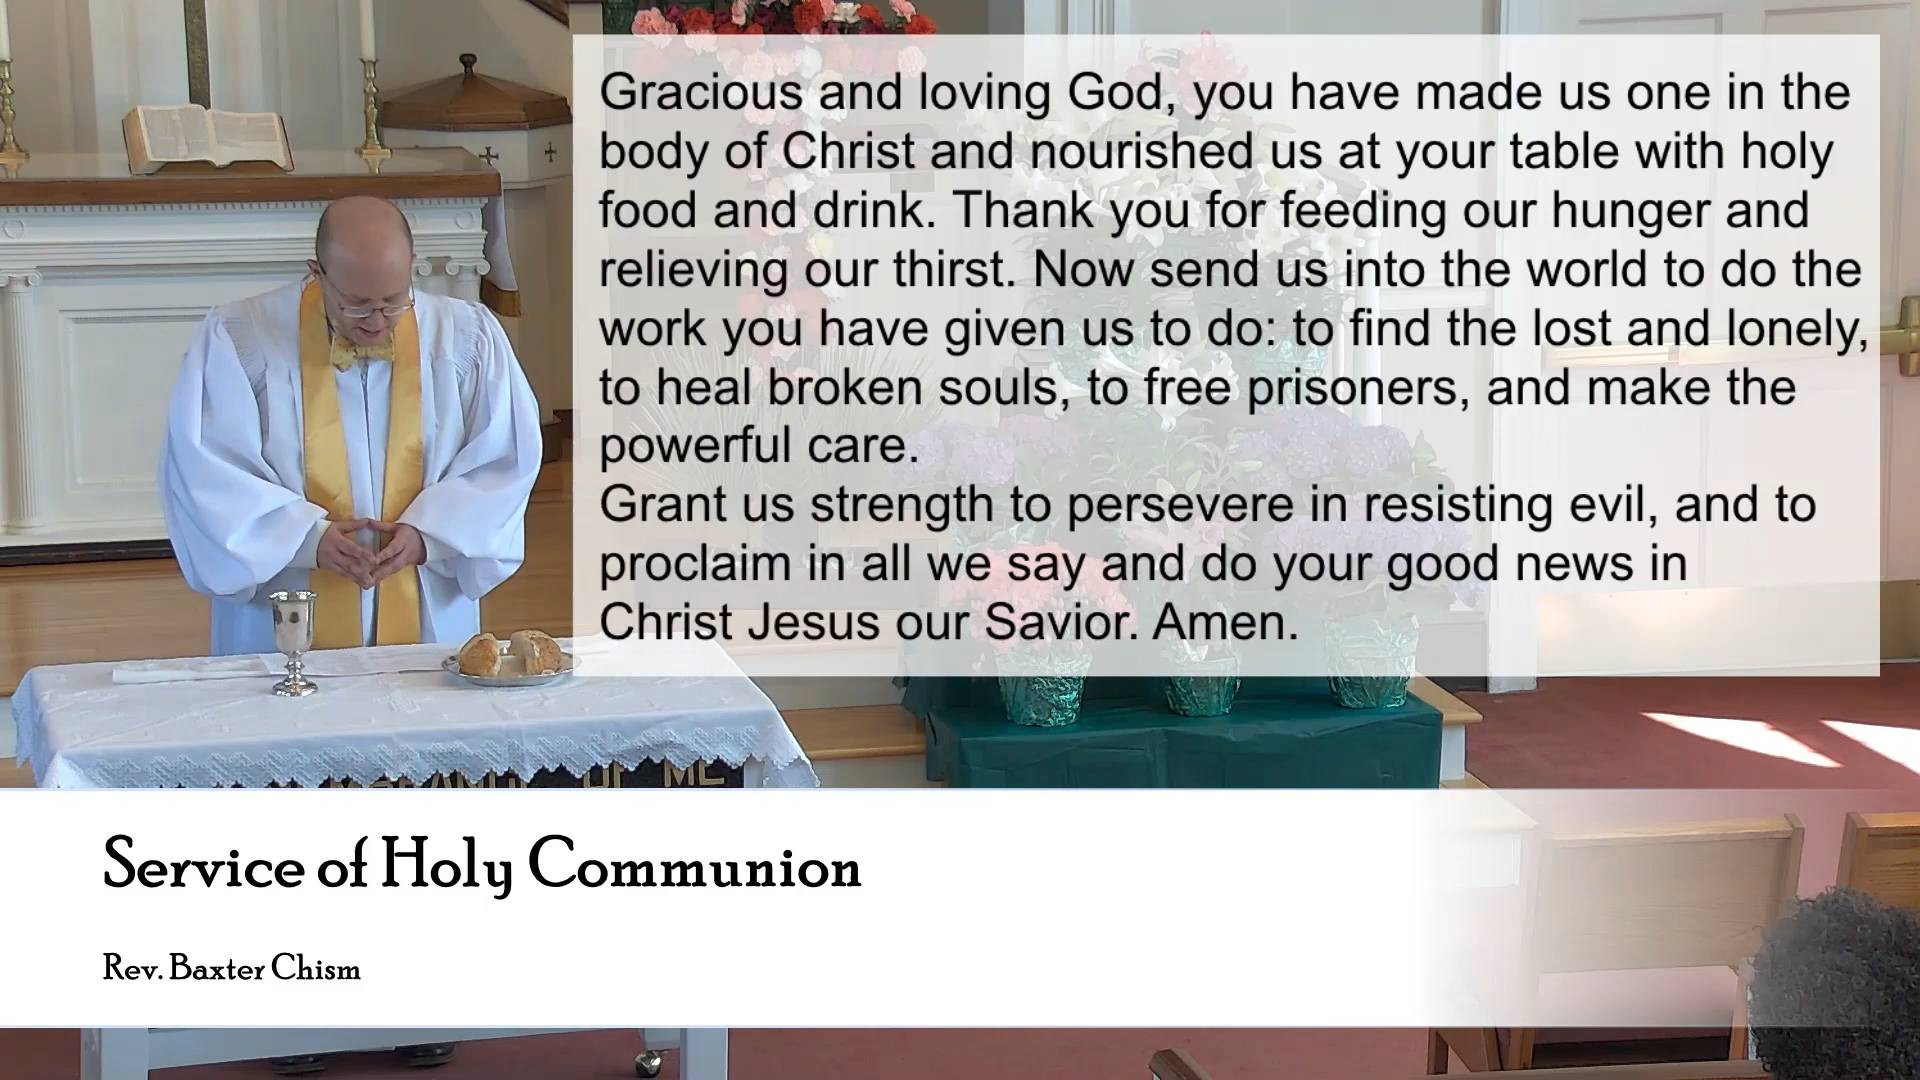 Gracious and loving God, you have made us one in the
body of Christ and nourished us at your table with holy
food and drink. Thank you for feeding our hunger and
relieving our thirst. Now send us into the world to do the
work you have given us to do: to find the lost and lonely,
to heal broken souls, to free prisoners, and make the
powerful care.
Grant us strength to persevere in resisting evil, and to
proclaim in all we say and do your good news in
Christ Jesus our Savior. Amen.
OF ME
Service of Holy Communion
Rev. Baxter Chism